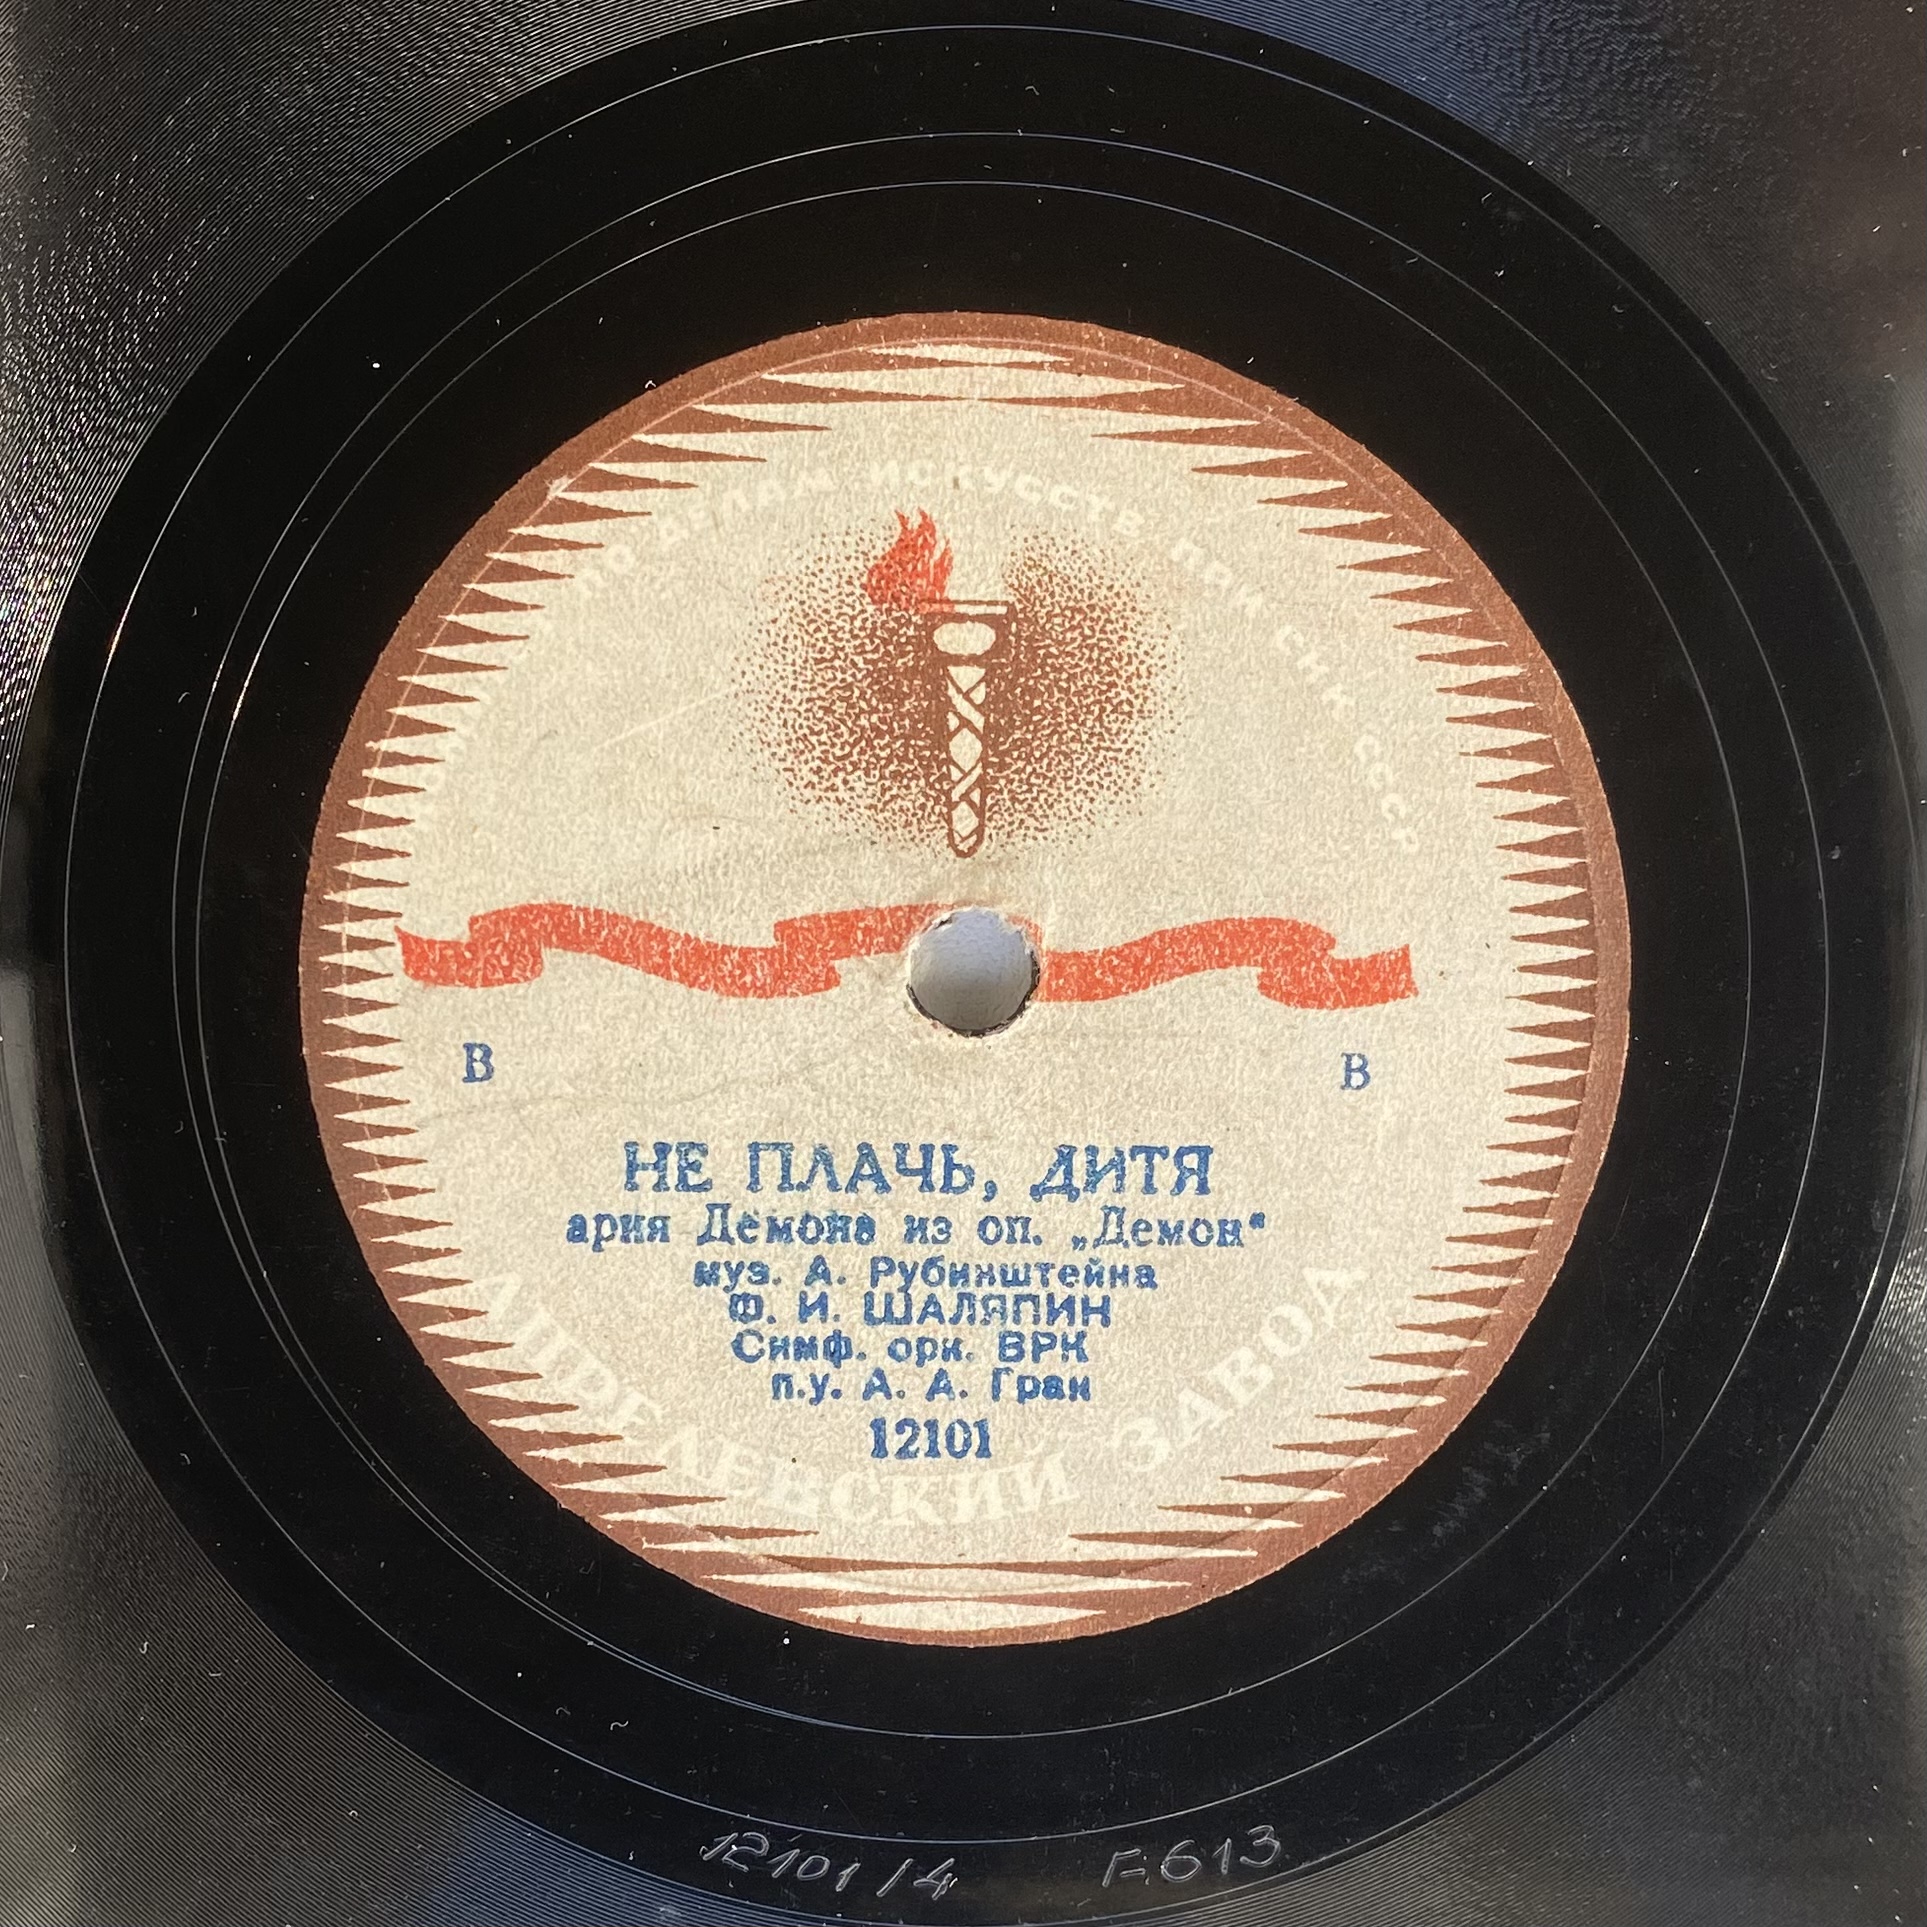 ПО ДЕЛАМ ИСКУССТВ ПРИ СНК СССР
В В
НЕ ПЛАЧЬ, ДИТЯ
ария Демона из оп. „Демон“
муз. А. Рубинштейна
Ф. И. ШАЛЯПИН
Симф. орк. ВРК
п.у. А. А. Гран
12101
АПРЕЛЕВСКИЙ ЗАВОД
12101 / 4 Г-613